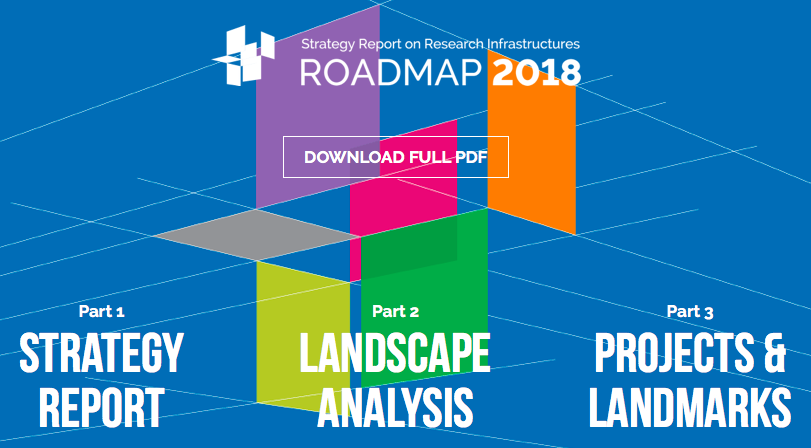 Strategy Report on Research Infrastructures
ROADMAP 2018
DOWNLOAD FULL PDF
Part 1
STRATEGY
REPORT
Part 2
LANDSCAPE
ANALYSIS
Part 3
PROJECTS &
LANDMARKS